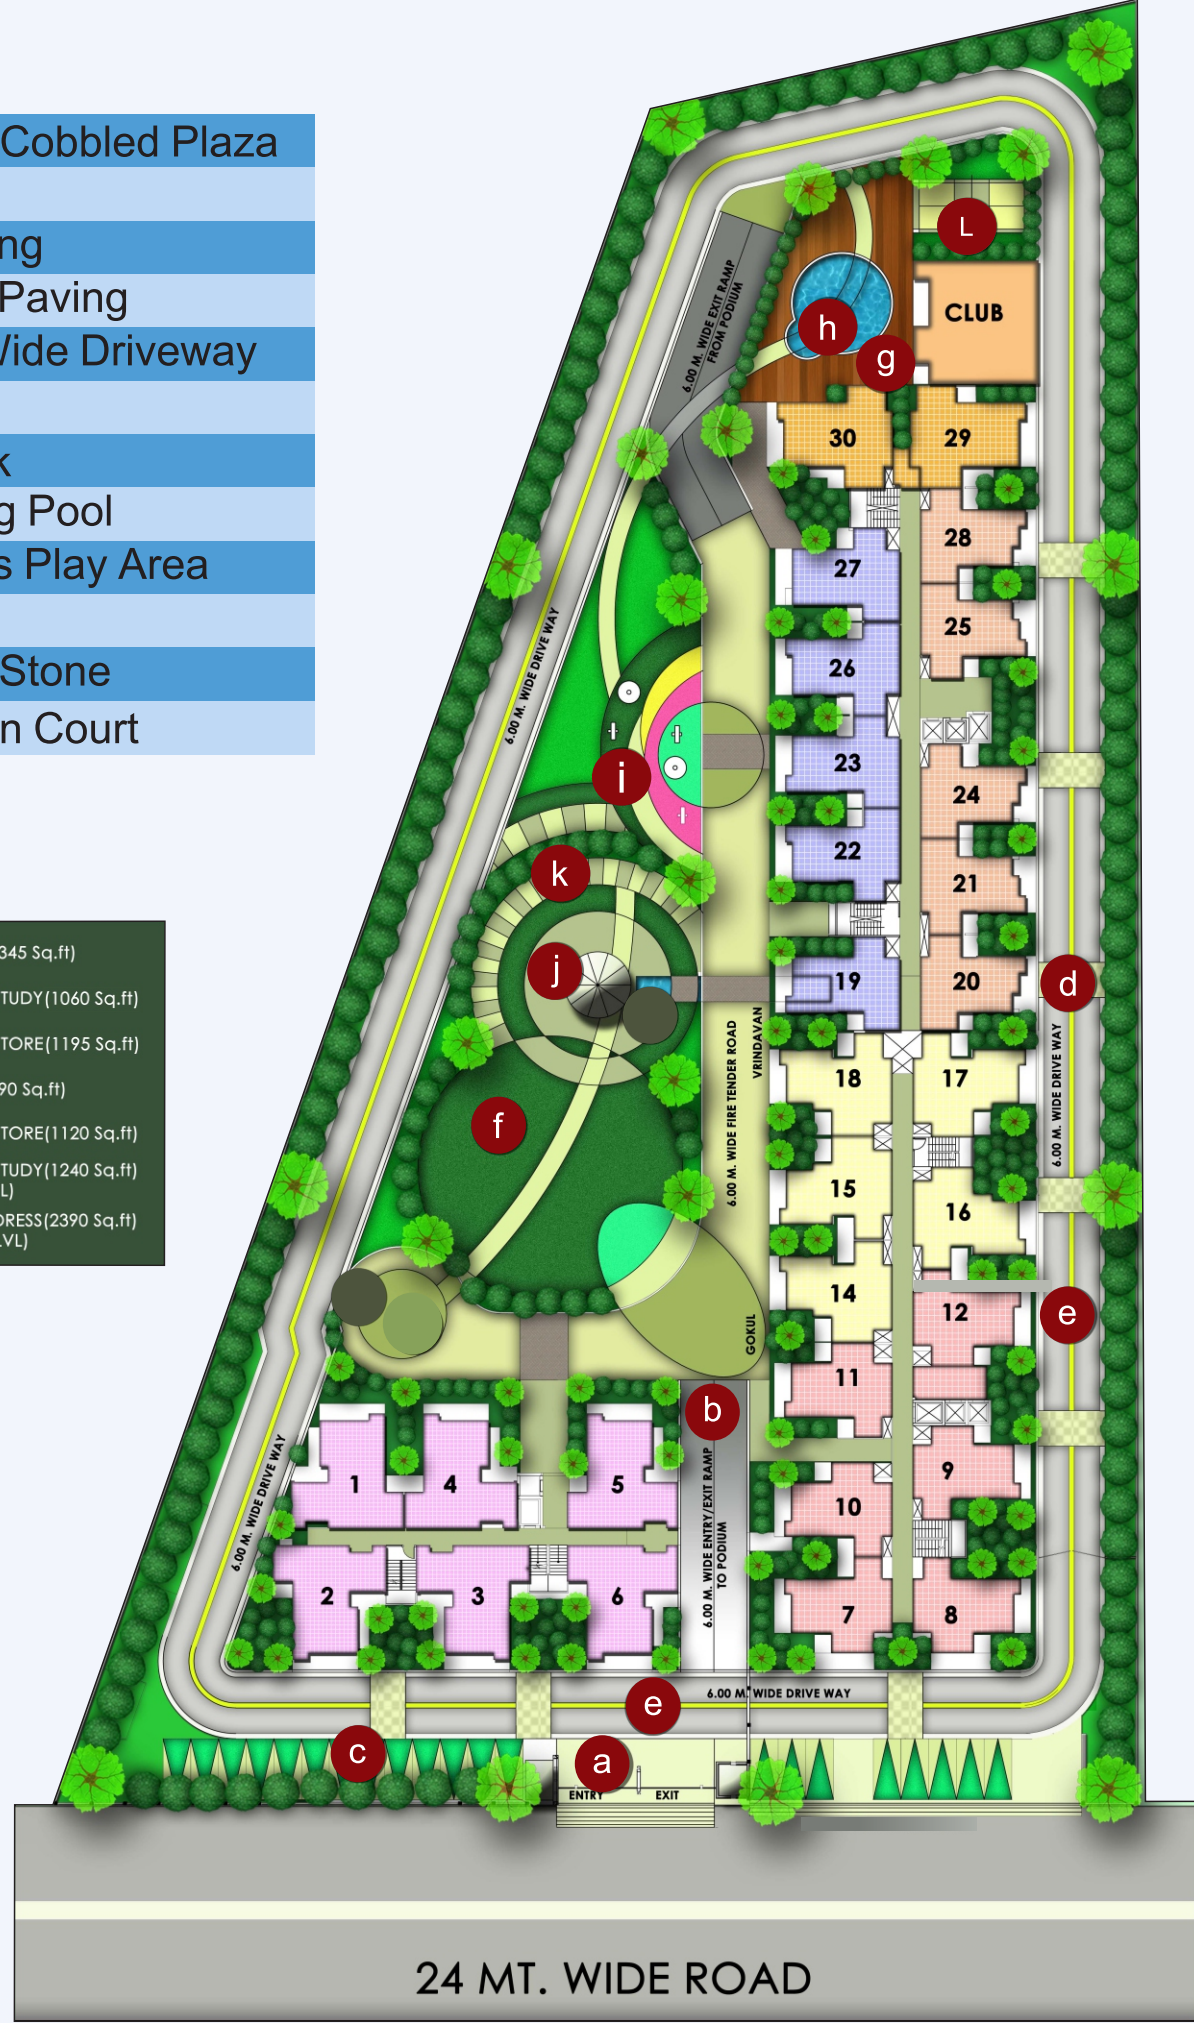 Cobbled Plaza
ng
Paving
Wide Driveway
k
g Pool
s Play Area
Stone
n Court
345 Sq.ft)
TUDY(1060 Sq.ft)
TORE(1195 Sq.ft)
90 Sq.ft)
TORE(1120 Sq.ft)
TUDY(1240 Sq.ft)
L)
DRESS(2390 Sq.ft)
VL)
L
CLUB
h
g
6.00 M. WIDE EXIT RAMP
FROM PODIUM
30
29
28
27
25
26
6.00 M. WIDE DRIVE WAY
23
i
24
22
21
k
j
19
20
d
6.00 M. WIDE FIRE TENDER ROAD
VRINDAVAN
18
17
6.00 M. WIDE DRIVE WAY
f
15
16
14
12
e
GOKUL
11
b
1
4
5
9
10
6.00 M. WIDE DRIVE WAY
6.00 M. WIDE ENTRY/EXIT RAMP
TO PODIUM
2
3
6
7
8
e
6.00 M. WIDE DRIVE WAY
c
a
ENTRY
EXIT
24 MT. WIDE ROAD